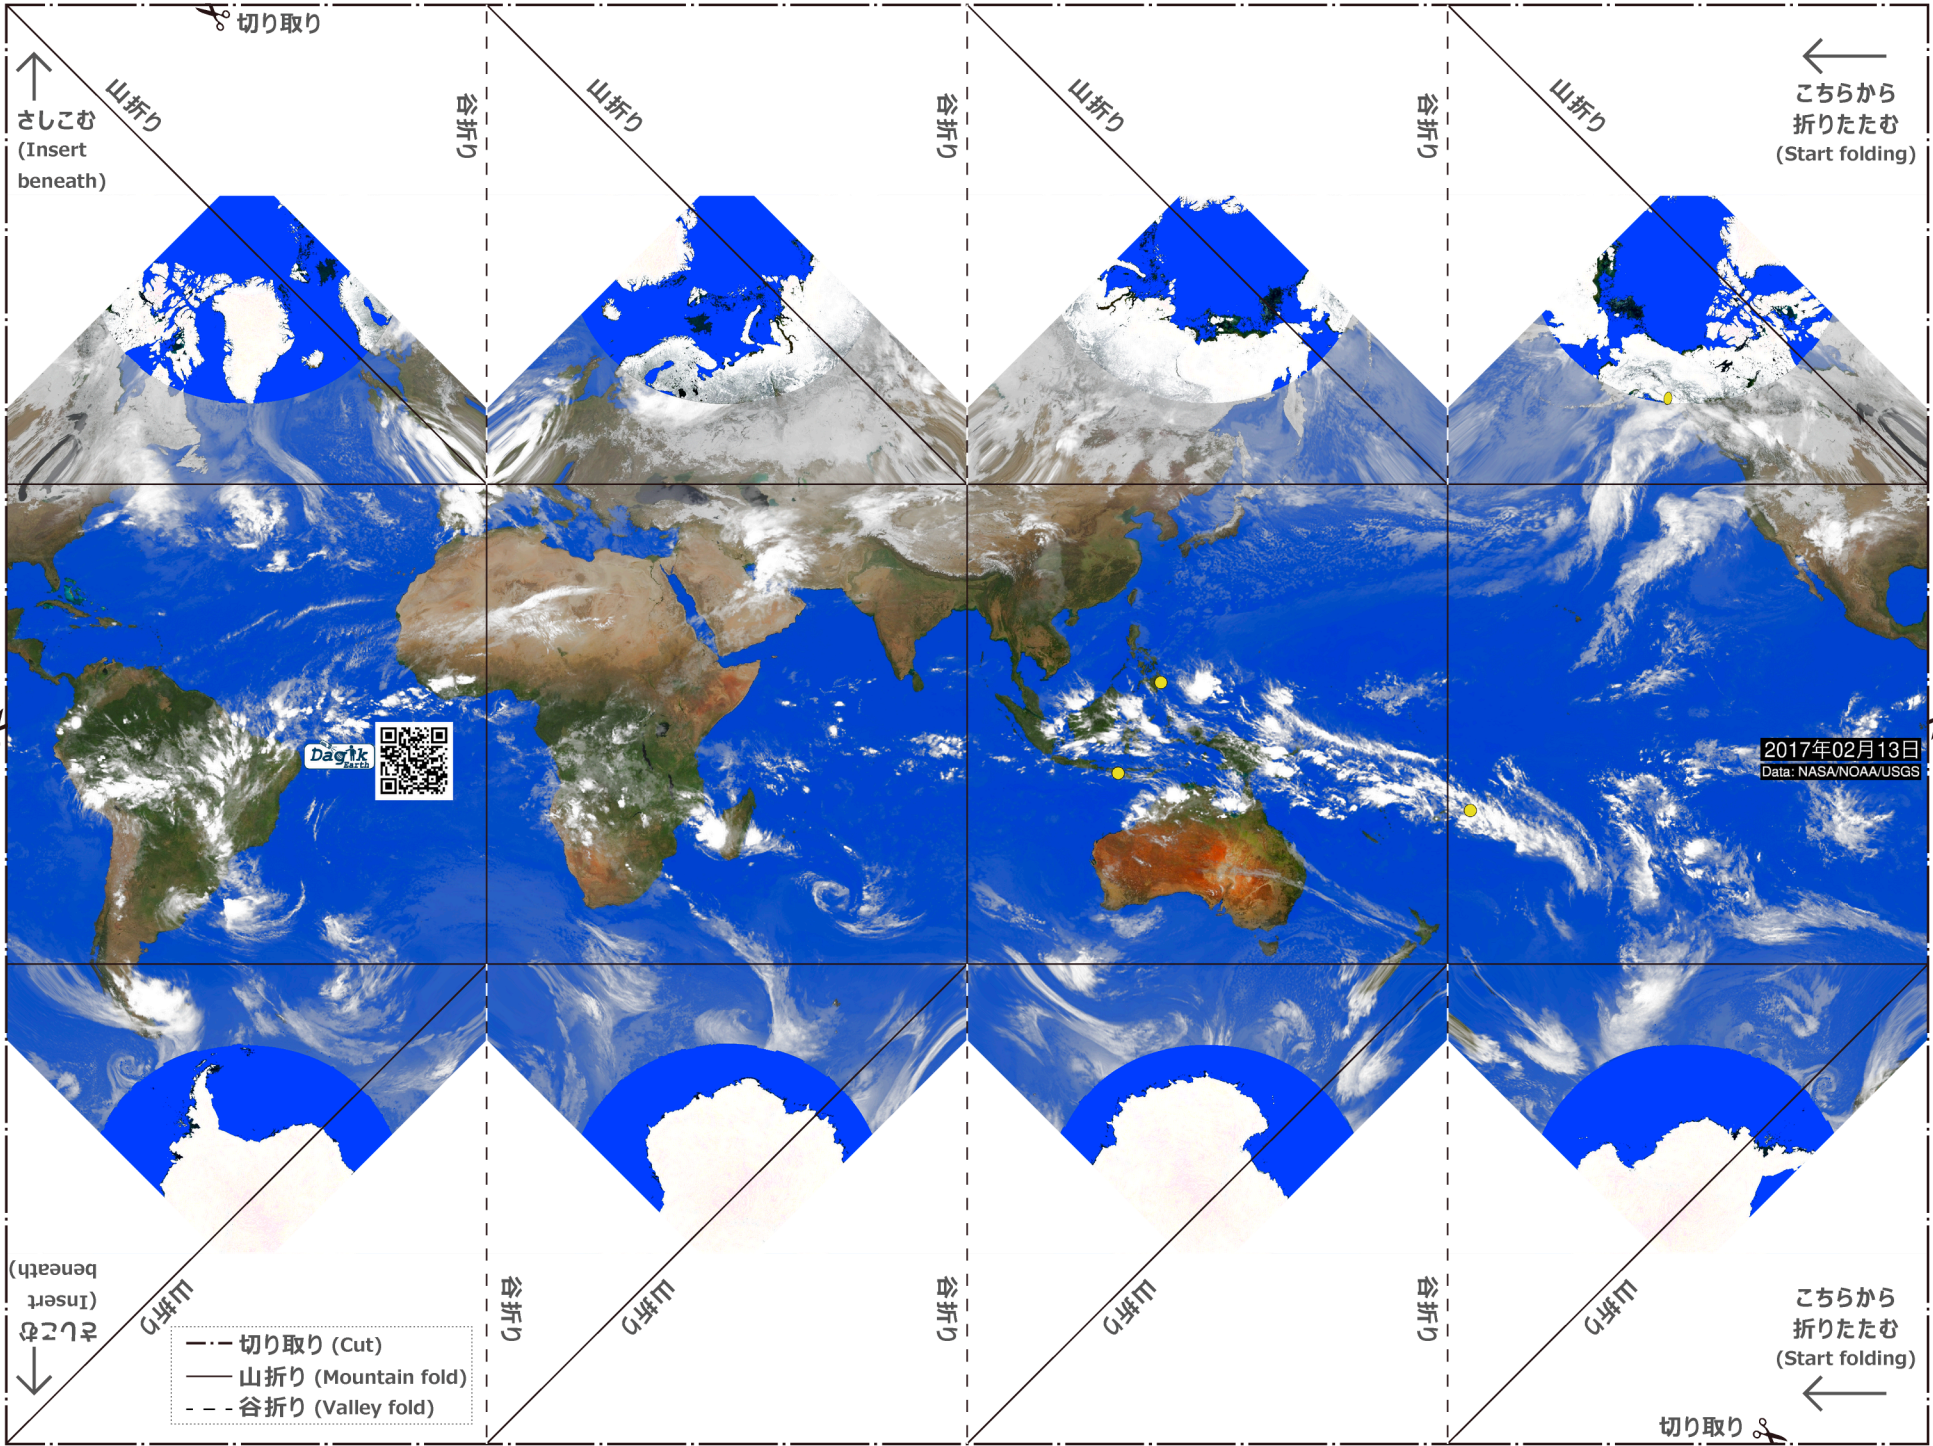 切り取り
山折り
谷折り
山折り
谷折り
山折り
谷折り
山折り
こちらから
折りたたむ
(Start folding)
さしこむ
(Insert
beneath)
Dagik
Earth
2017年02月13日
Data: NASA/NOAA/USGS
さしこむ
(Insert
beneath)
山折り
谷折り
山折り
谷折り
山折り
谷折り
山折り
こちらから
折りたたむ
(Start folding)
切り取り (Cut)
山折り (Mountain fold)
谷折り (Valley fold)
切り取り